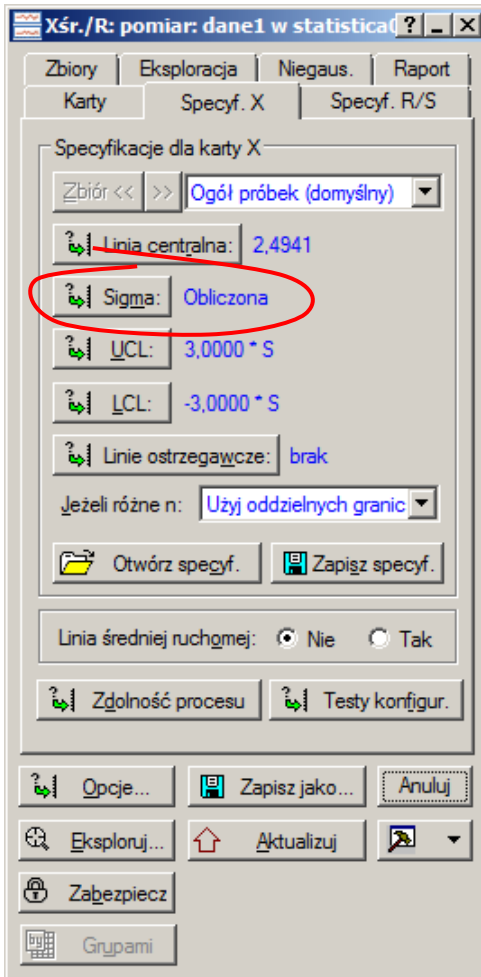 Xśr./R: pomiar: dane1 w statistica(
Zbiory Eksploracja Niegaus. Raport
Karty Specyf. X Specyf. R/S
Specyfikacje dla karty X
Zbiór << >> Ogół próbek (domyślny)
Linia centralna: 2,4941
Sigma: Obliczona
UCL: 3,0000 * S
LCL: -3,0000 * S
Linie ostrzegawcze: brak
Jeżeli różne n: Użyj oddzielnych granic
Otwórz specyf. Zapisz specyf.
Linia średniej ruchomej: Nie Tak
Zdolność procesu Testy konfigur.
Opcje... Zapisz jako... Anuluj
Eksploruj... Aktualizuj
Zabezpiecz
Grupami